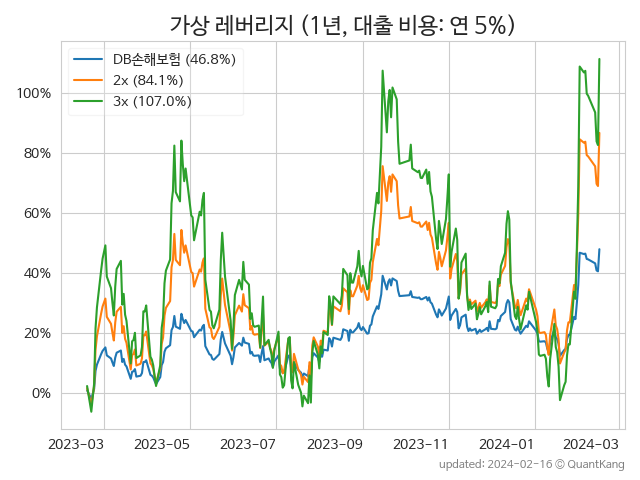 가상 레버리지 (1년, 대출 비용: 연 5%)
DB손해보험 (46.8%)
2x (84.1%)
3x (107.0%)
100%
80%
60%
40%
20%
0%
2023-03 2023-05 2023-07 2023-09 2023-11 2024-01 2024-03
updated: 2024-02-16 © QuantKang